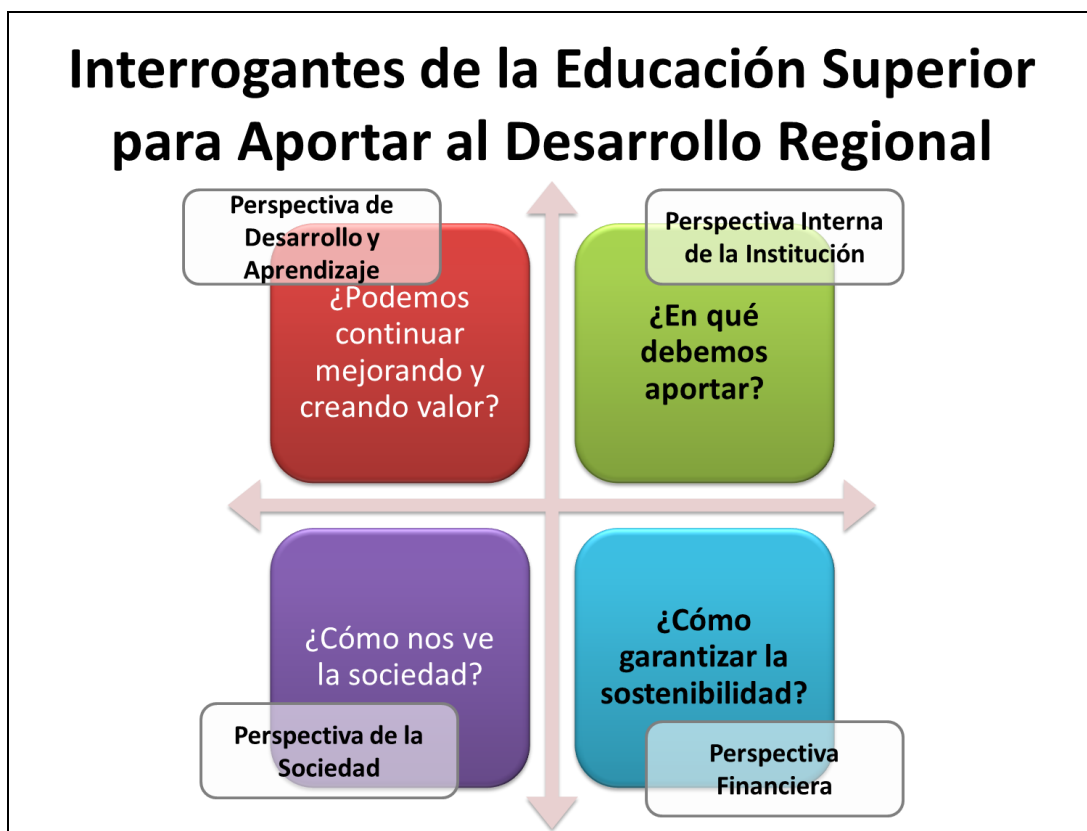 Interrogantes de la Educación Superior
para Aportar al Desarrollo Regional
Perspectiva de
Desarrollo y
Aprendizaje
¿Podemos
continuar
mejorando y
creando valor?
Perspectiva Interna
de la Institución
¿En qué
debemos
aportar?
¿Cómo nos ve
la sociedad?
Perspectiva de la
Sociedad
¿Cómo
garantizar la
sostenibilidad?
Perspectiva
Financiera